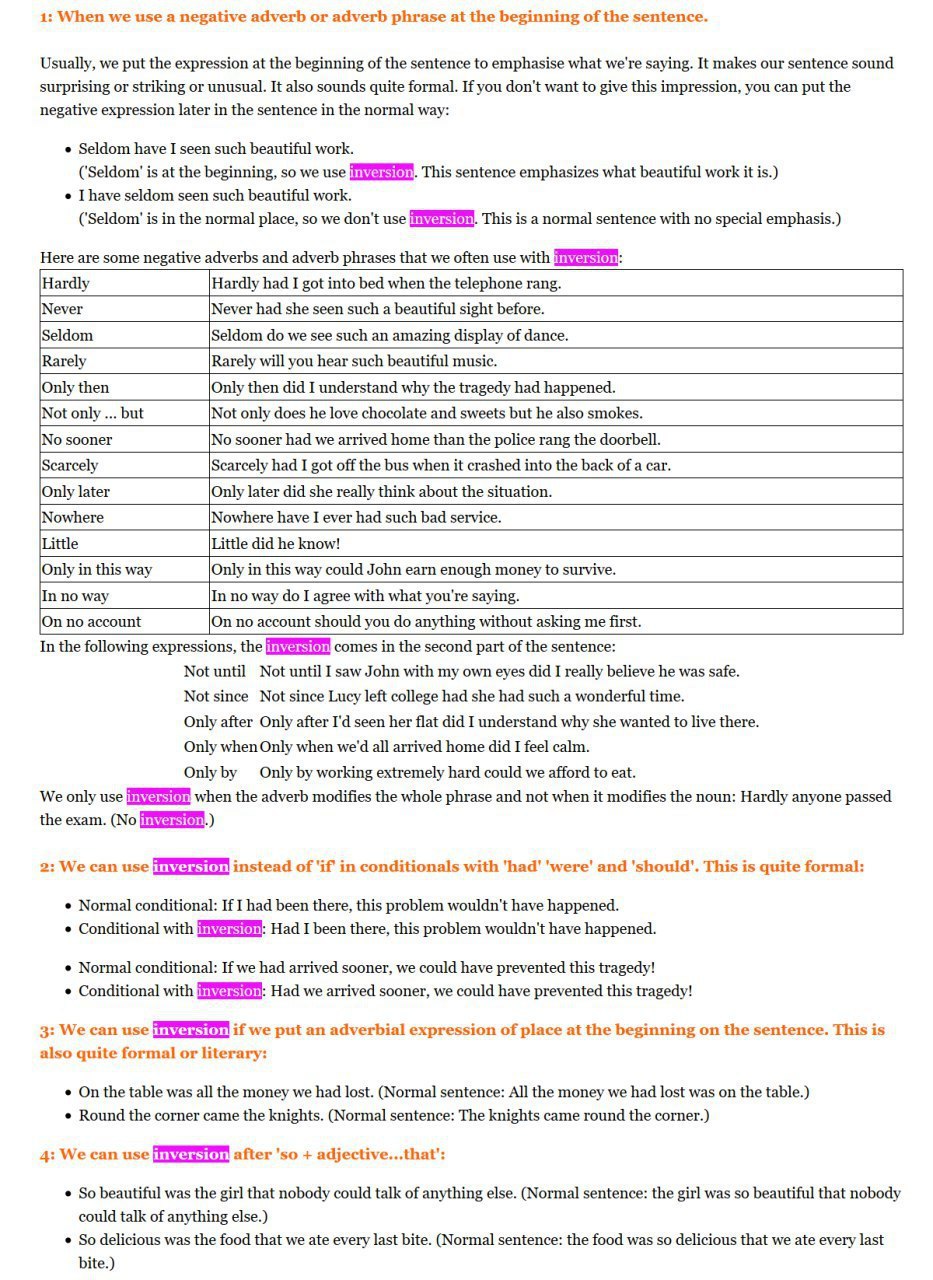 1: When we use a negative adverb or adverb phrase at the beginning of the sentence.
Usually, we put the expression at the beginning of the sentence to emphasise what we're saying. It makes our sentence sound
surprising or striking or unusual. It also sounds quite formal. If you don't want to give this impression, you can put the
negative expression later in the sentence in the normal way:
• Seldom have I seen such beautiful work.
('Seldom' is at the beginning, so we use inversion. This sentence emphasizes what beautiful work it is.)
• I have seldom seen such beautiful work.
('Seldom' is in the normal place, so we don't use inversion. This is a normal sentence with no special emphasis.)
Here are some negative adverbs and adverb phrases that we often use with inversion:
Hardly Hardly had I got into bed when the telephone rang.
Never Never had she seen such a beautiful sight before.
Seldom Seldom do we see such an amazing display of dance.
Rarely Rarely will you hear such beautiful music.
Only then Only then did I understand why the tragedy had happened.
Not only ... but Not only does he love chocolate and sweets but he also smokes.
No sooner No sooner had we arrived home than the police rang the doorbell.
Scarcely Scarcely had I got off the bus when it crashed into the back of a car.
Only later Only later did she really think about the situation.
Nowhere Nowhere have I ever had such bad service.
Little Little did he know!
Only in this way Only in this way could John earn enough money to survive.
In no way In no way do I agree with what you're saying.
On no account On no account should you do anything without asking me first.
In the following expressions, the inversion comes in the second part of the sentence:
Not until Not until I saw John with my own eyes did I really believe he was safe.
Not since Not since Lucy left college had she had such a wonderful time.
Only after Only after I'd seen her flat did I understand why she wanted to live there.
Only when Only when we'd all arrived home did I feel calm.
Only by Only by working extremely hard could we afford to eat.
We only use inversion when the adverb modifies the whole phrase and not when it modifies the noun: Hardly anyone passed
the exam. (No inversion.)
2: We can use inversion instead of 'if' in conditionals with 'had' 'were' and 'should'. This is quite formal:
• Normal conditional: If I had been there, this problem wouldn't have happened.
• Conditional with inversion: Had I been there, this problem wouldn't have happened.
• Normal conditional: If we had arrived sooner, we could have prevented this tragedy!
• Conditional with inversion: Had we arrived sooner, we could have prevented this tragedy!
3: We can use inversion if we put an adverbial expression of place at the beginning on the sentence. This is
also quite formal or literary:
• On the table was all the money we had lost. (Normal sentence: All the money we had lost was on the table.)
• Round the corner came the knights. (Normal sentence: The knights came round the corner.)
4: We can use inversion after 'so + adjective...that':
• So beautiful was the girl that nobody could talk of anything else. (Normal sentence: the girl was so beautiful that nobody
could talk of anything else.)
• So delicious was the food that we ate every last bite. (Normal sentence: the food was so delicious that we ate every last
bite.)